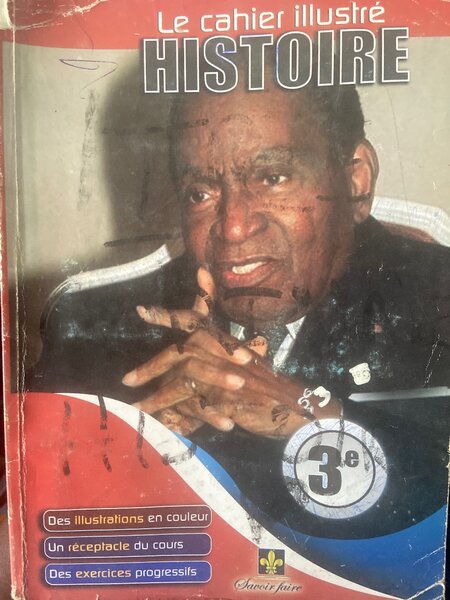 Le cahier illustré
HISTOIRE
3e
Des illustrations en couleur
Un réceptacle du cours
Des exercices progressifs
Savoir faire